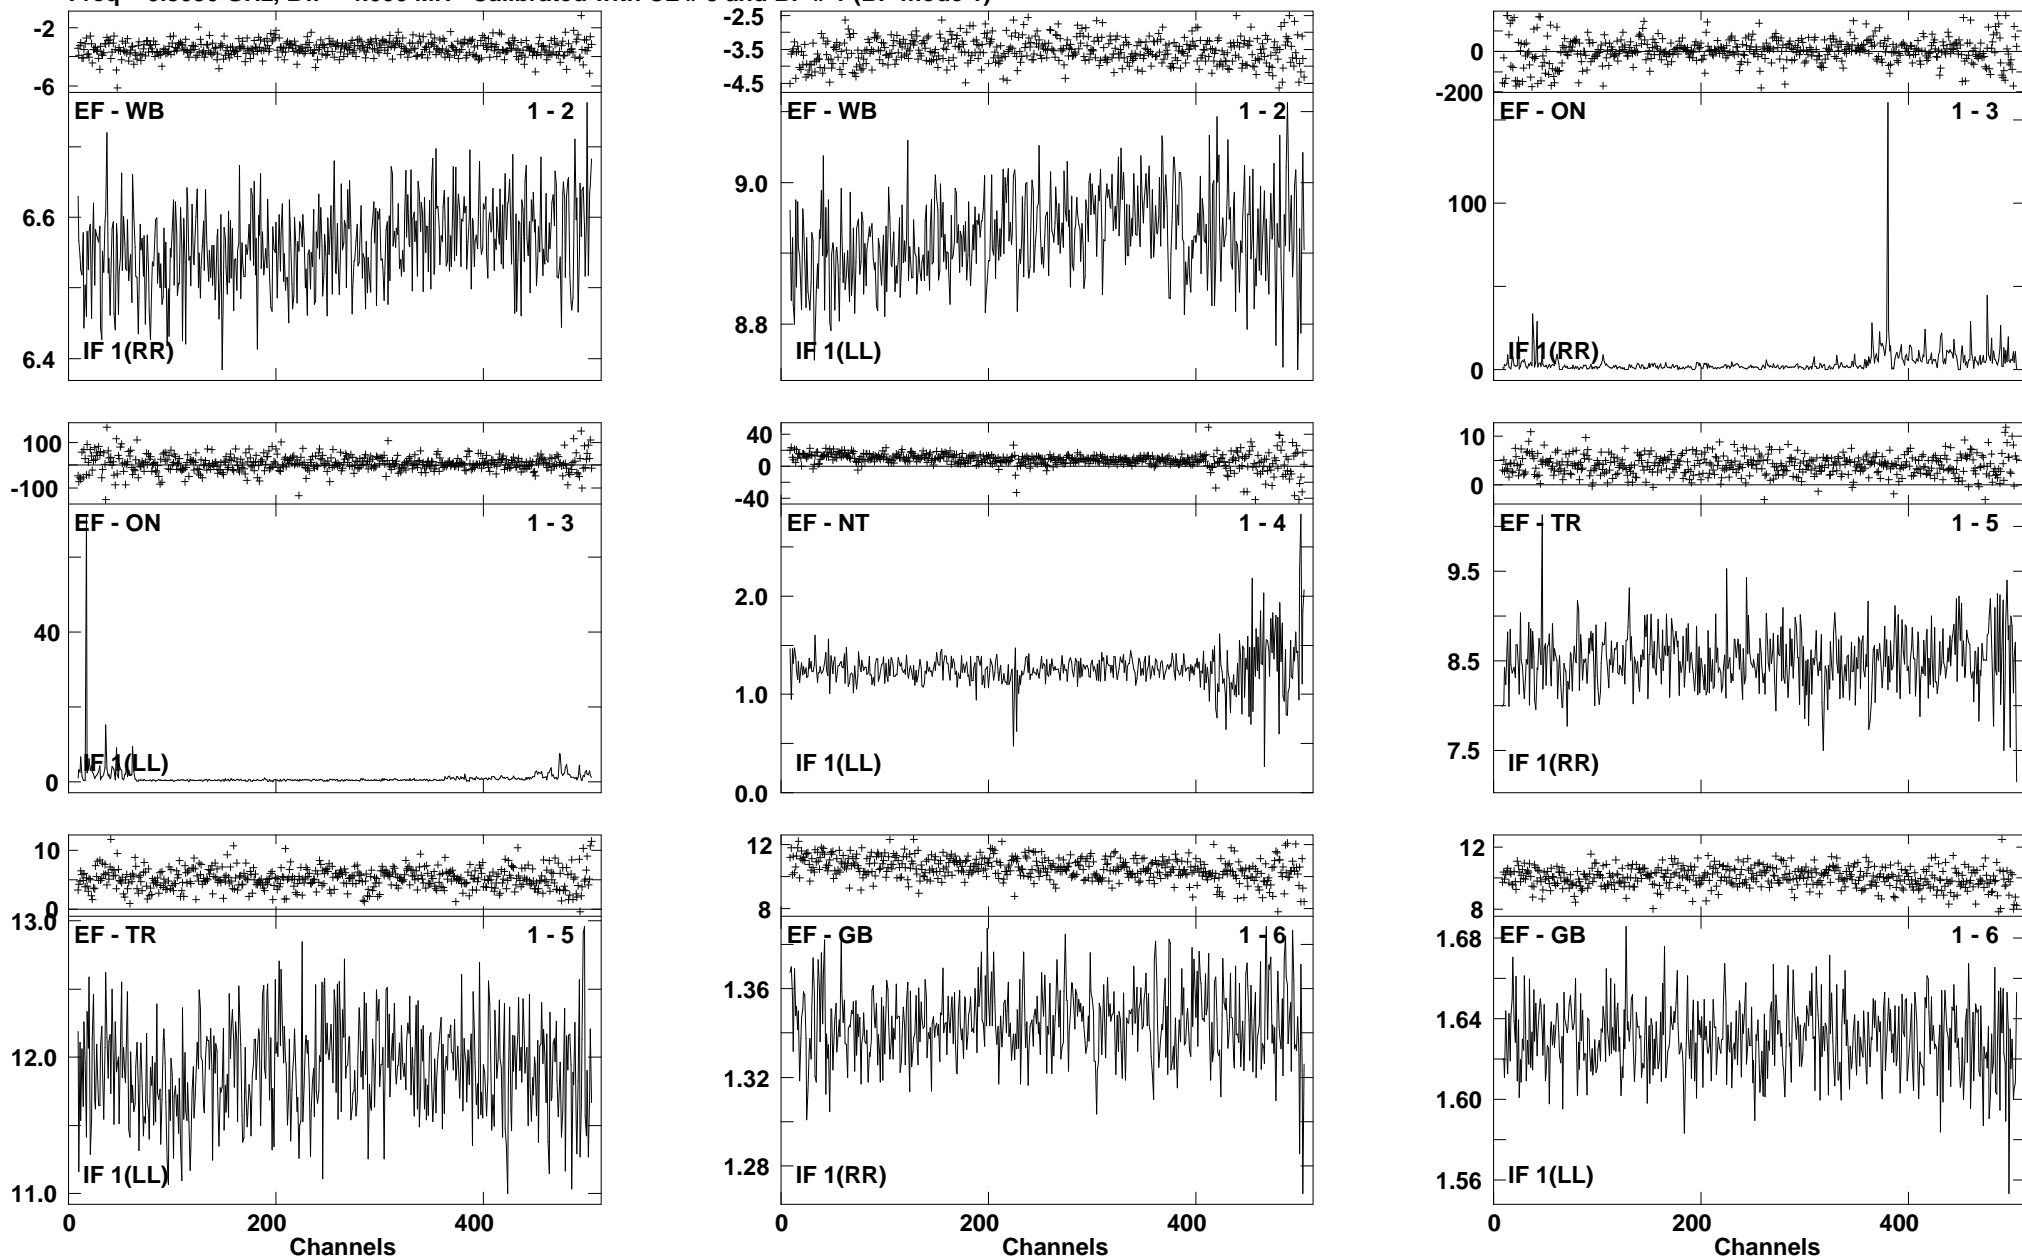 -2
-6
EF - WB 1 - 2
6.6
6.4
IF 1(RR)
-2.5
-3.5
-4.5
EF - WB 1 - 2
9.0
8.8
IF 1(LL)
0
-200
EF - ON 1 - 3
100
0
IF 1(RR)
100
-100
EF - ON 1 - 3
40
0
IF 1(LL)
40
0
-40
EF - NT 1 - 4
2.0
1.0
0.0
IF 1(LL)
10
0
EF - TR 1 - 5
9.5
8.5
7.5
IF 1(RR)
10
0
13.0
EF - TR 1 - 5
12.0
11.0
IF 1(LL)
0 200 400
Channels
12
8
EF - GB 1 - 6
1.36
1.32
1.28
IF 1(RR)
0 200 400
Channels
12
8
EF - GB 1 - 6
1.68
1.64
1.60
1.56
IF 1(LL)
0 200 400
Channels